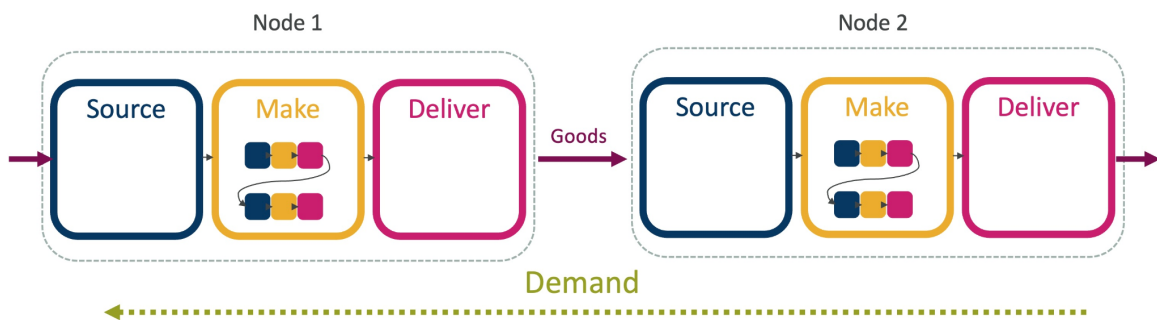 Node 1
Node 2
Source
Make
Deliver
Goods
Source
Make
Deliver
Demand